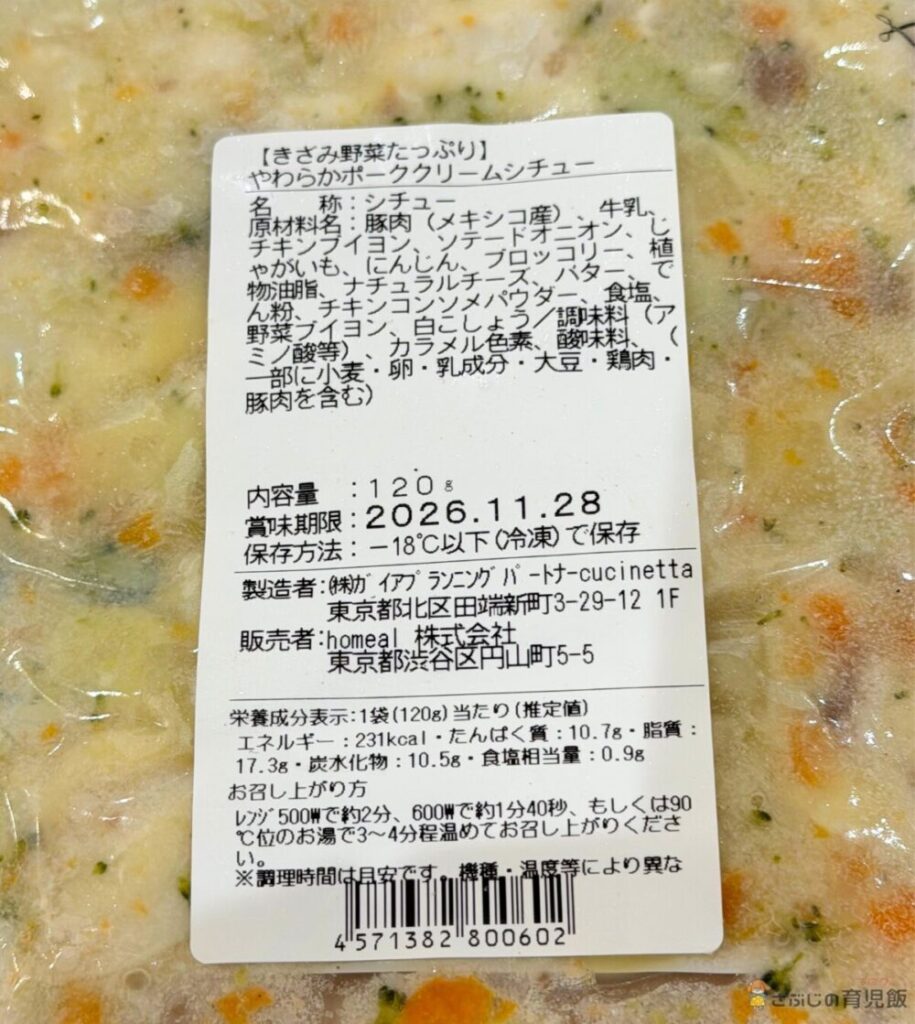 【きざみ野菜たっぷり】
やわらかポーククリームシチュー
名　　称：シチュー
原材料名：豚肉（メキシコ産）、牛乳、
チキンブイヨン、ソテードオニオン、じ
ゃがいも、にんじん、ブロッコリー、植
物油脂、ナチュラルチーズ、バター、で
ん粉、チキンコンソメパウダー、食塩、
野菜ブイヨン、白こしょう／調味料（ア
ミノ酸等）、カラメル色素、酸味料、（
一部に小麦・卵・乳成分・大豆・鶏肉・
豚肉を含む）
内容量　：120g
賞味期限：2026.11.28
保存方法：－18℃以下（冷凍）で保存
製造者：㈱ガイアプランニングパートナーcucinetta
東京都北区田端新町3-29-12 1F
販売者：homeal 株式会社
東京都渋谷区円山町5-5
栄養成分表示：1袋（120g）当たり（推定値）
エネルギー：231kcal・たんぱく質：10.7g・脂質：
17.3g・炭水化物：10.5g・食塩相当量：0.9g
お召し上がり方
レンジ500Wで約2分、600Wで約1分40秒、もしくは90
℃位のお湯で3～4分程温めてお召し上がりくださ
い。
※調理時間は目安です。機種・温度等により異な
4 571382 800602
こぶじの育児飯